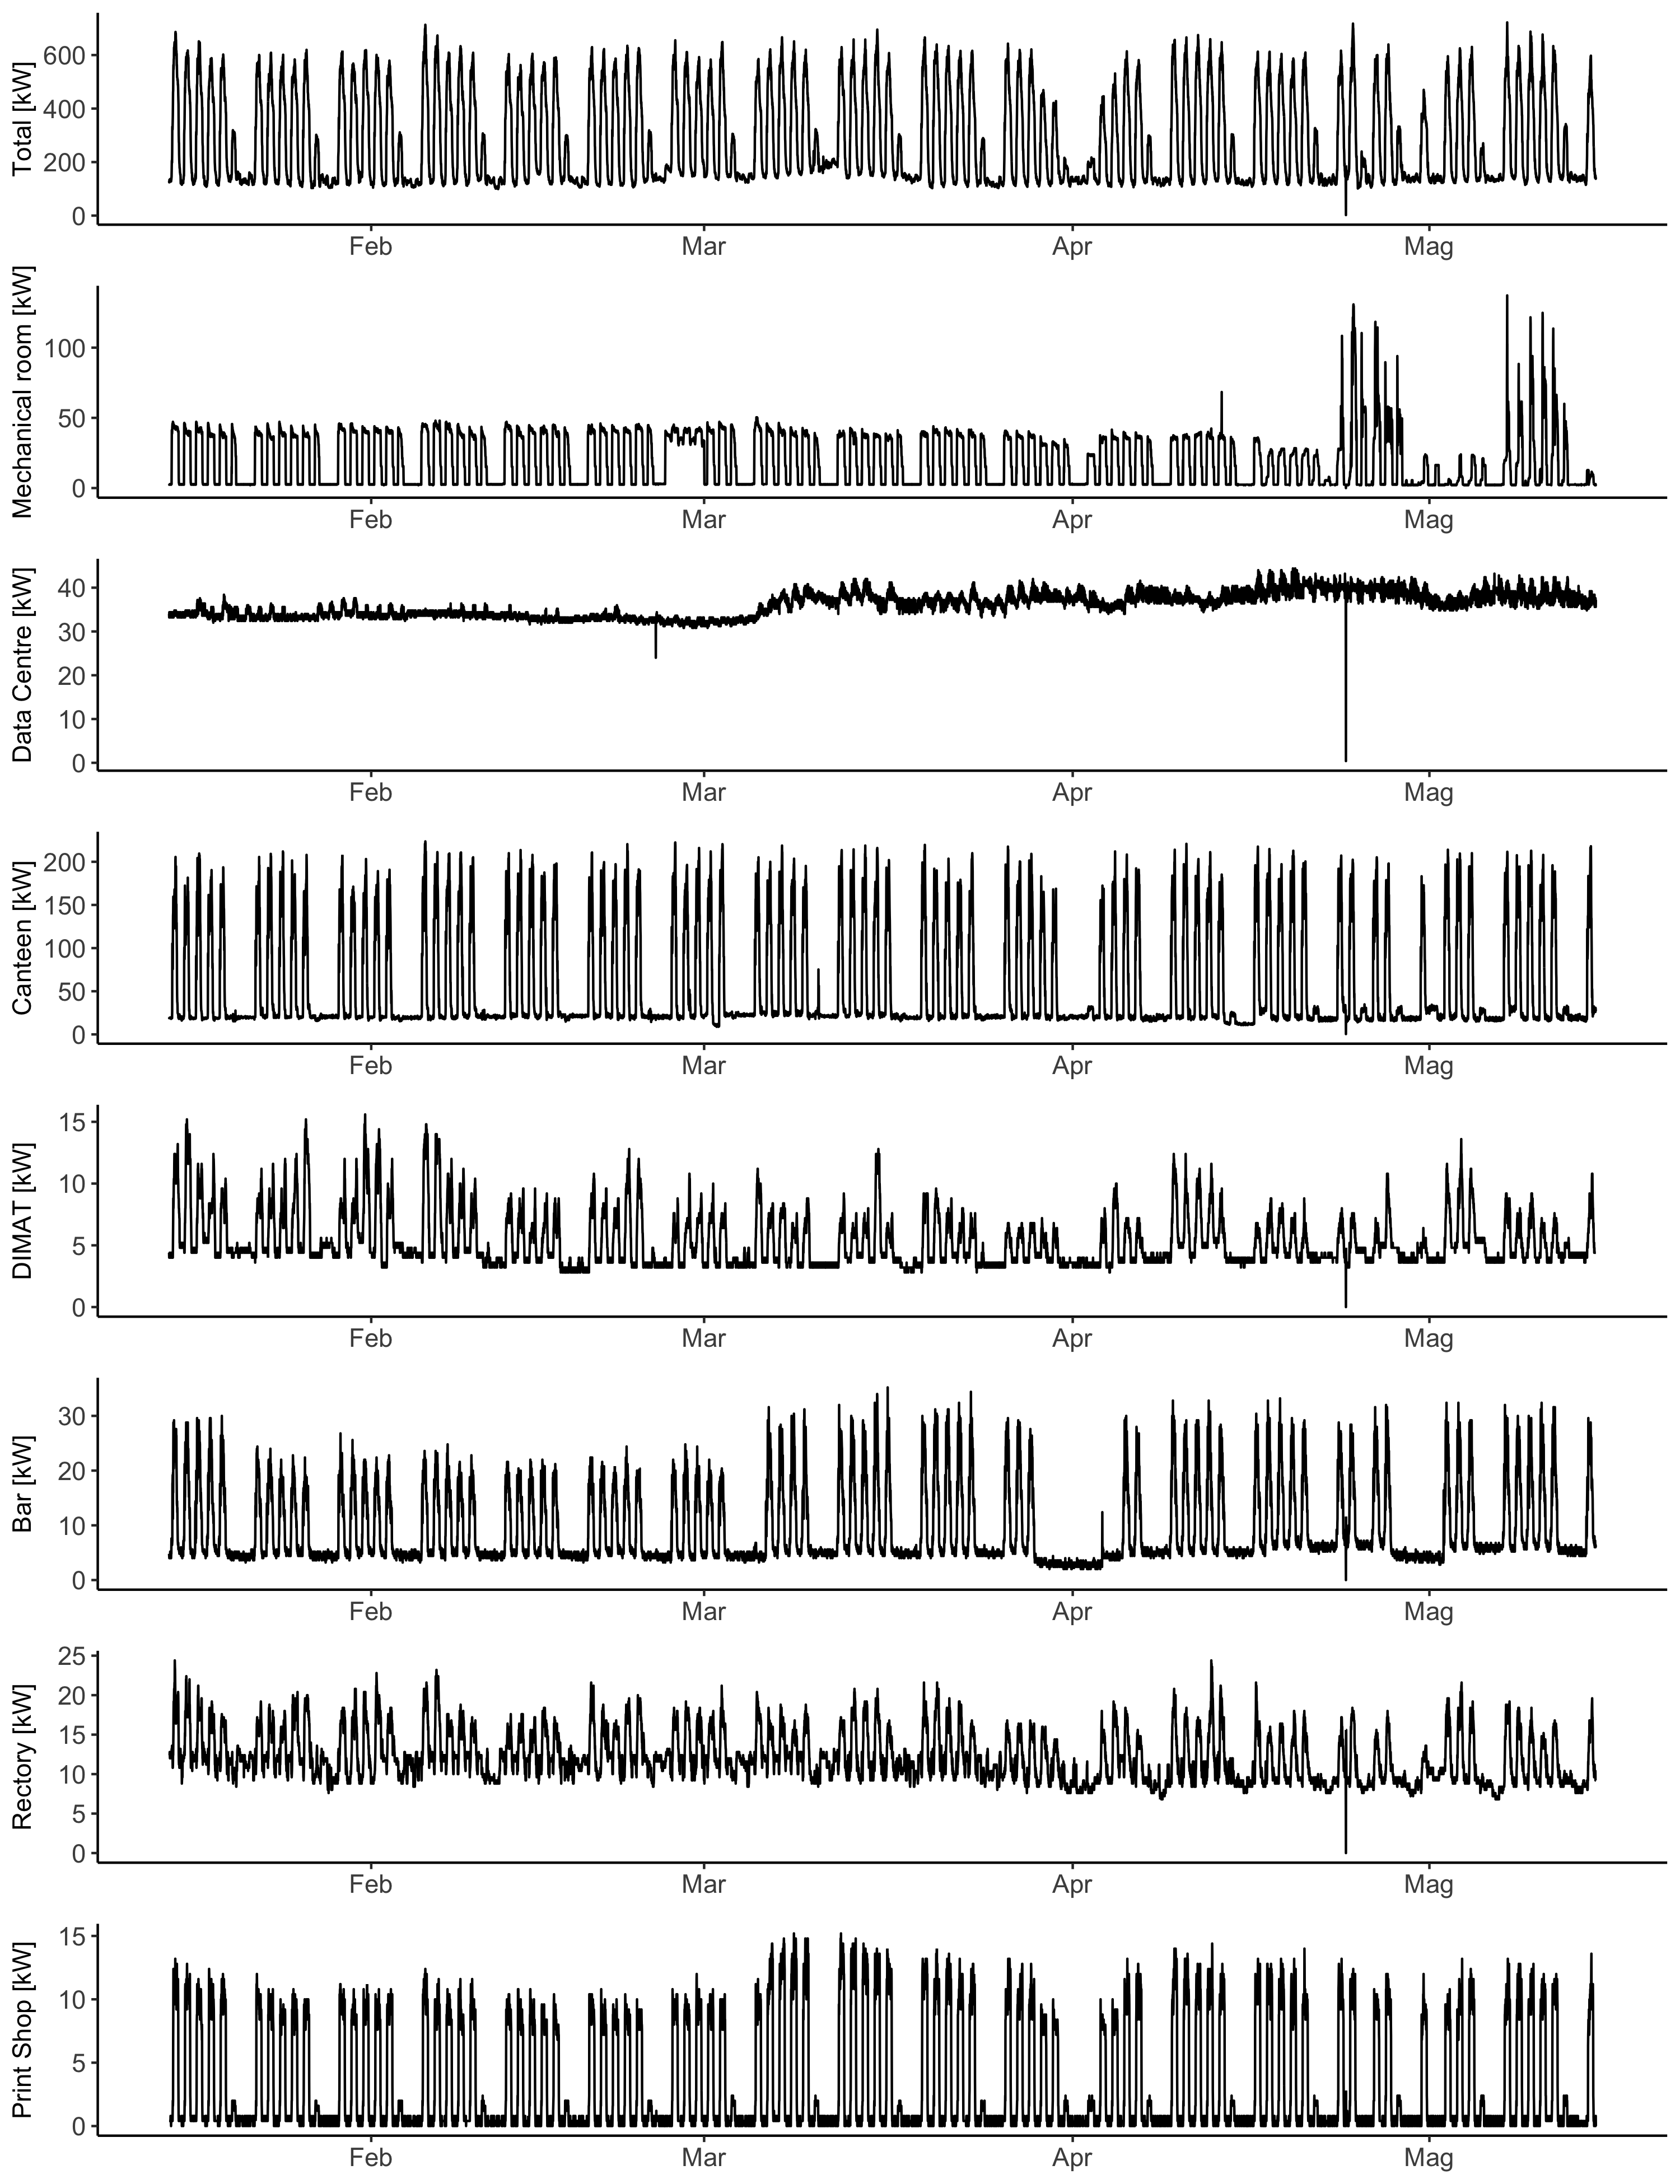 Total [kW]
600
400
200
0
Feb Mar Apr Mag
Mechanical room [kW]
100
50
0
Feb Mar Apr Mag
Data Centre [kW]
40
30
20
10
0
Feb Mar Apr Mag
Canteen [kW]
200
150
100
50
0
Feb Mar Apr Mag
DIMAT [kW]
15
10
5
0
Feb Mar Apr Mag
Bar [kW]
30
20
10
0
Feb Mar Apr Mag
Rectory [kW]
25
20
15
10
5
0
Feb Mar Apr Mag
Print Shop [kW]
15
10
5
0
Feb Mar Apr Mag